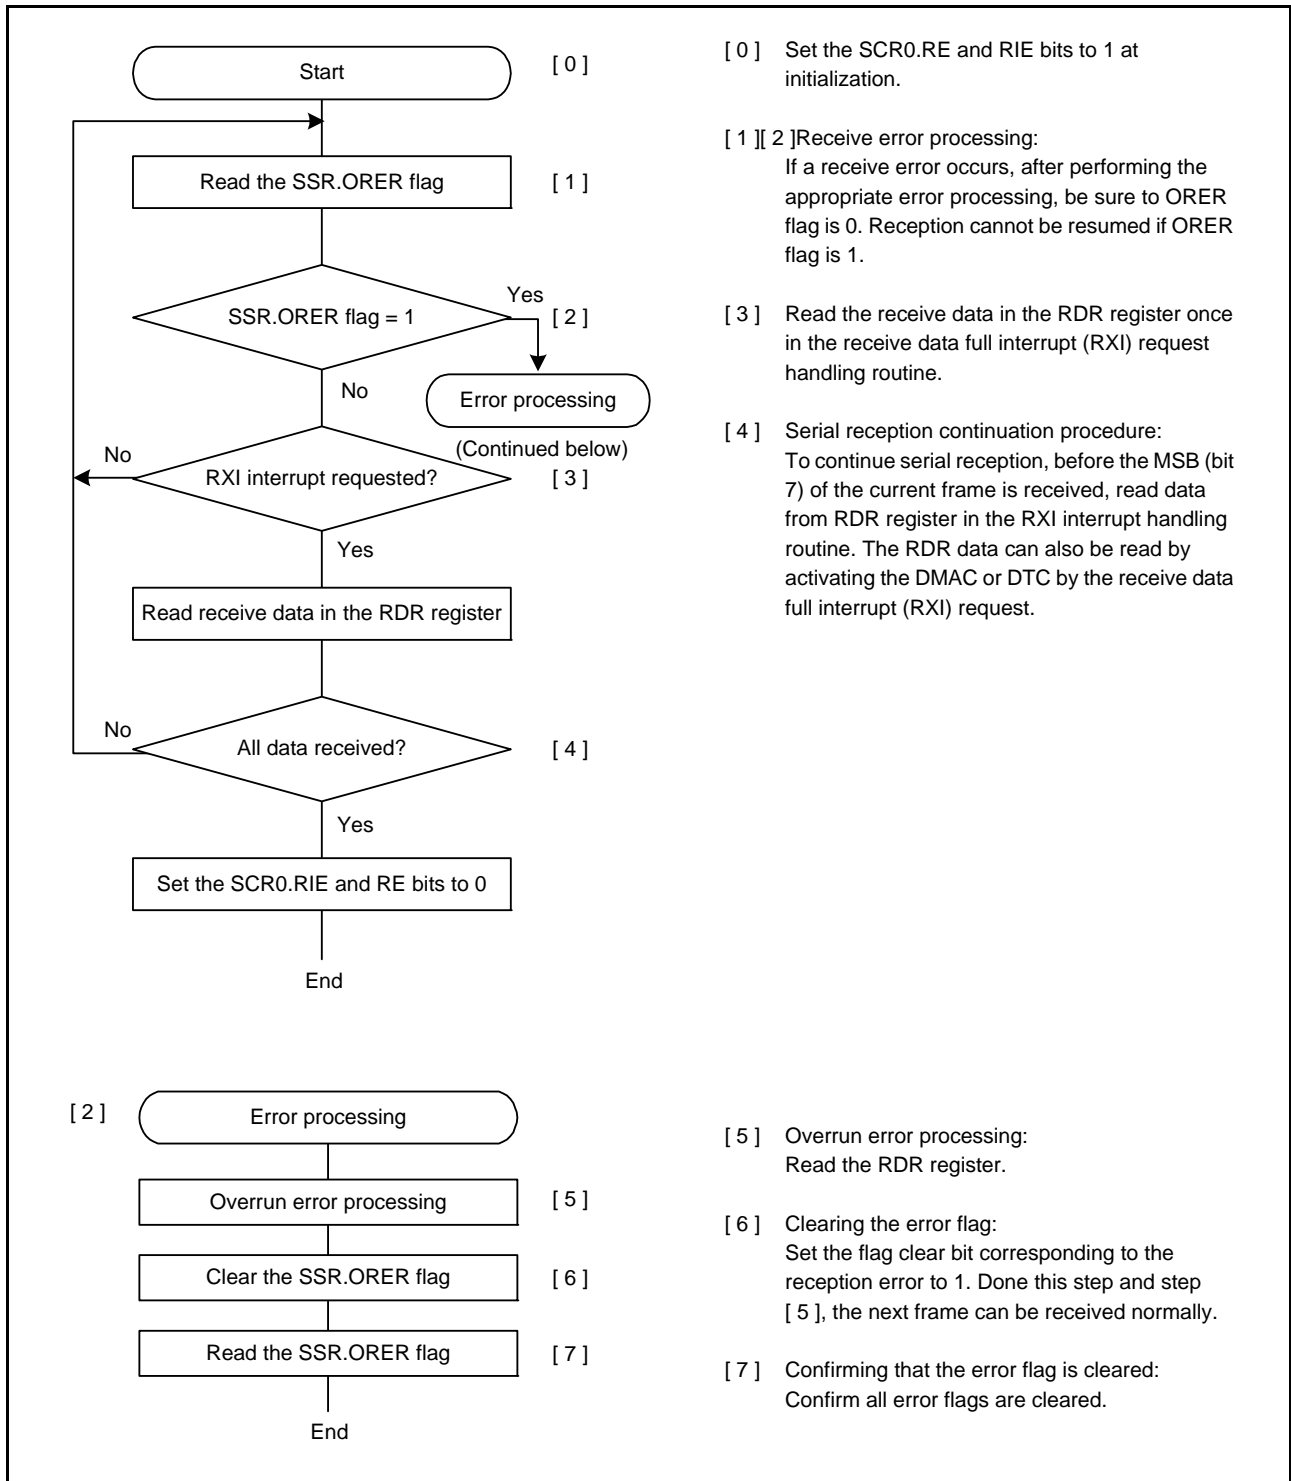 Start
[ 0 ]
Read the SSR.ORER flag
[ 1 ]
SSR.ORER flag = 1
Yes
[ 2 ]
No
Error processing
(Continued below)
No
RXI interrupt requested?
[ 3 ]
Yes
Read receive data in the RDR register
No
All data received?
[ 4 ]
Yes
Set the SCR0.RIE and RE bits to 0
End
[ 0 ] Set the SCR0.RE and RIE bits to 1 at
initialization.
[ 1 ][ 2 ]Receive error processing:
If a receive error occurs, after performing the
appropriate error processing, be sure to ORER
flag is 0. Reception cannot be resumed if ORER
flag is 1.
[ 3 ] Read the receive data in the RDR register once
in the receive data full interrupt (RXI) request
handling routine.
[ 4 ] Serial reception continuation procedure:
To continue serial reception, before the MSB (bit
7) of the current frame is received, read data
from RDR register in the RXI interrupt handling
routine. The RDR data can also be read by
activating the DMAC or DTC by the receive data
full interrupt (RXI) request.
[ 2 ]
Error processing
Overrun error processing
[ 5 ]
Clear the SSR.ORER flag
[ 6 ]
Read the SSR.ORER flag
[ 7 ]
End
[ 5 ] Overrun error processing:
Read the RDR register.
[ 6 ] Clearing the error flag:
Set the flag clear bit corresponding to the
reception error to 1. Done this step and step
[ 5 ], the next frame can be received normally.
[ 7 ] Confirming that the error flag is cleared:
Confirm all error flags are cleared.